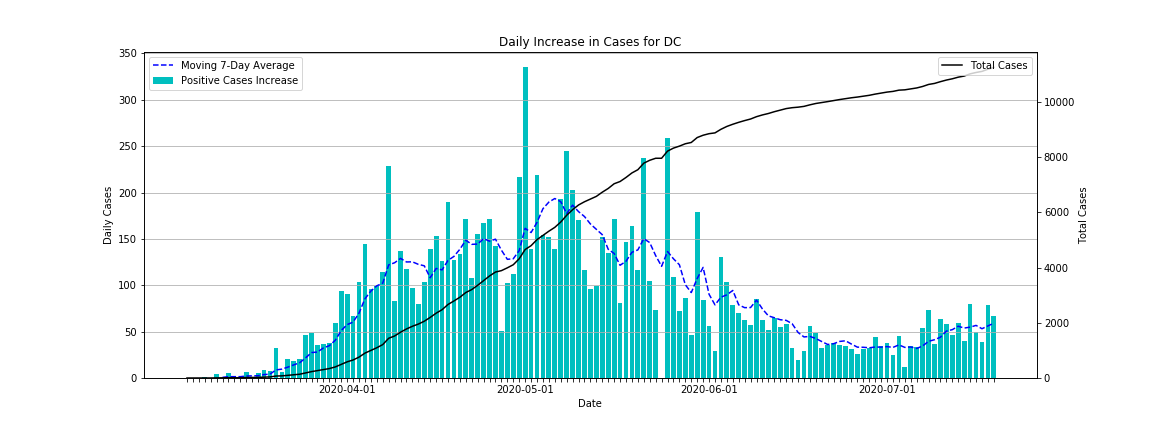 Daily Increase in Cases for DC
Moving 7-Day Average
Positive Cases Increase
Total Cases
350
300
250
200
150
100
50
0
Daily Cases
10000
8000
6000
4000
2000
0
Total Cases
2020-04-01
2020-05-01
2020-06-01
2020-07-01
Date